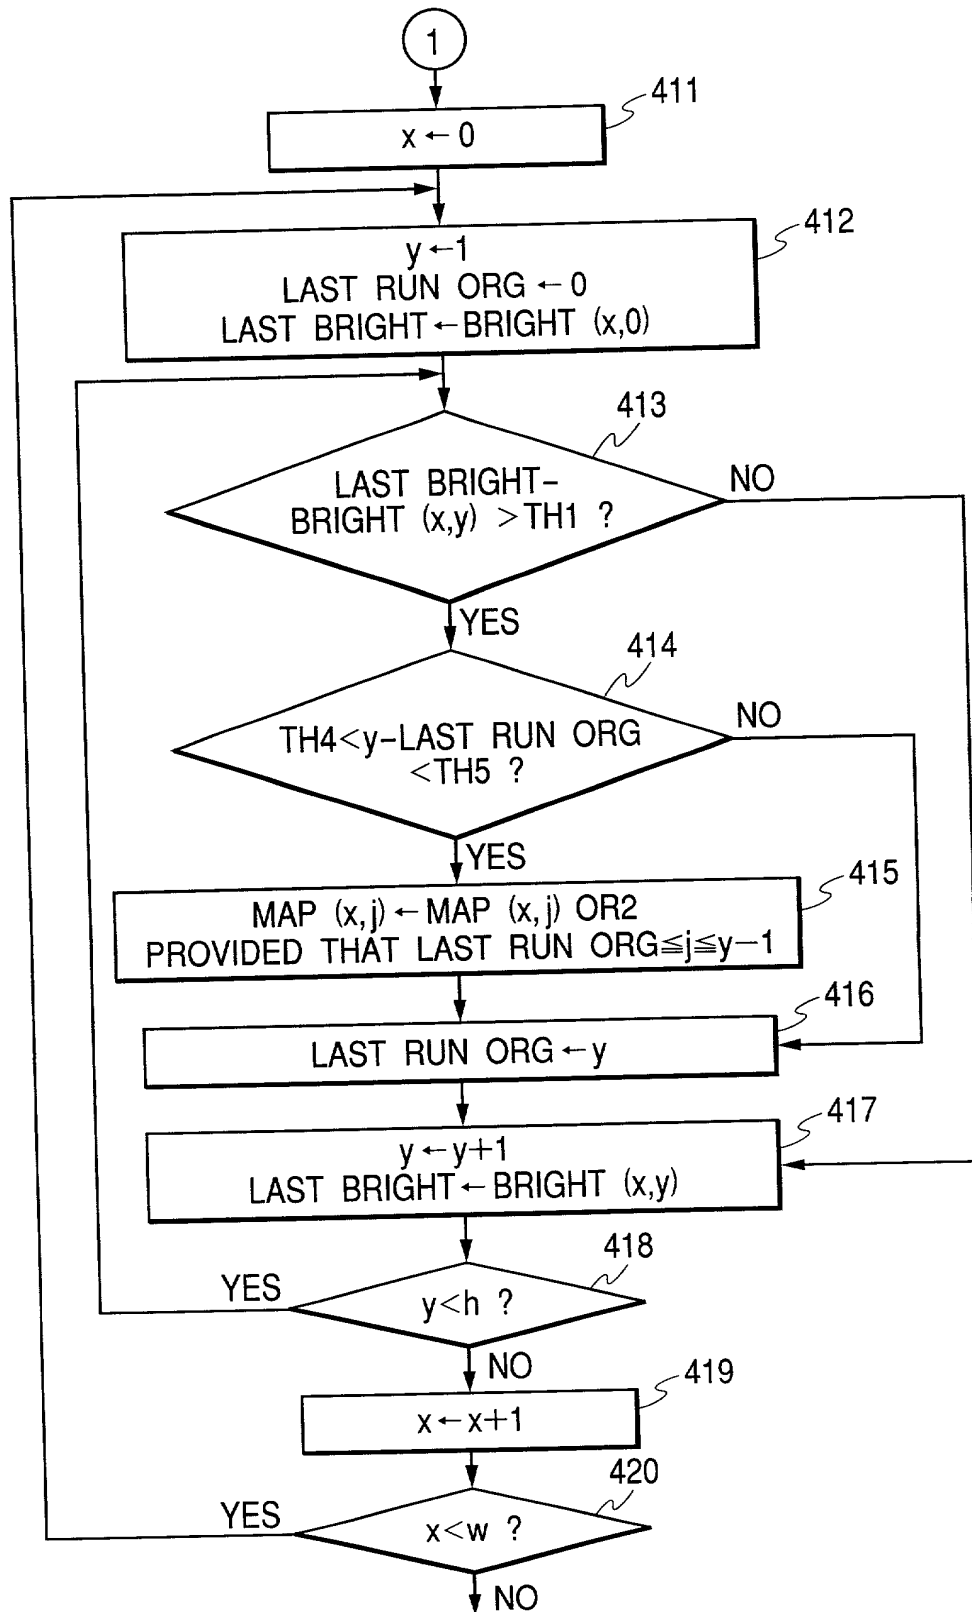 1
411
x←0
412
y←1
LAST RUN ORG←0
LAST BRIGHT←BRIGHT (x,0)
413
LAST BRIGHT-
BRIGHT (x,y) >TH1 ?
NO
YES
414
TH4<y-LAST RUN ORG
<TH5 ?
NO
YES
415
MAP (x,j)←MAP (x,j) OR2
PROVIDED THAT LAST RUN ORG≦j≦y-1
416
LAST RUN ORG←y
417
y←y+1
LAST BRIGHT←BRIGHT (x,y)
418
YES
y<h ?
NO
419
x←x+1
420
YES
x<w ?
NO